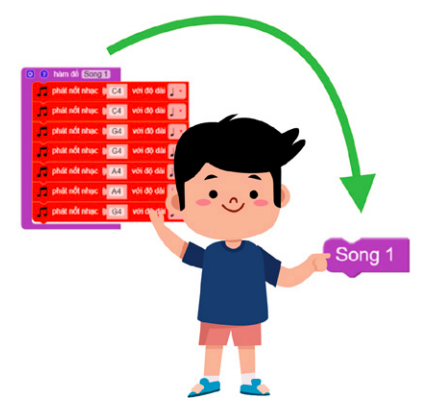 hàm để Song 1
phát nốt nhạc C4 với độ dài
phát nốt nhạc C4 với độ dài
phát nốt nhạc G4 với độ dài
phát nốt nhạc G4 với độ dài
phát nốt nhạc A4 với độ dài
phát nốt nhạc A4 với độ dài
phát nốt nhạc G4 với độ dài
Song 1